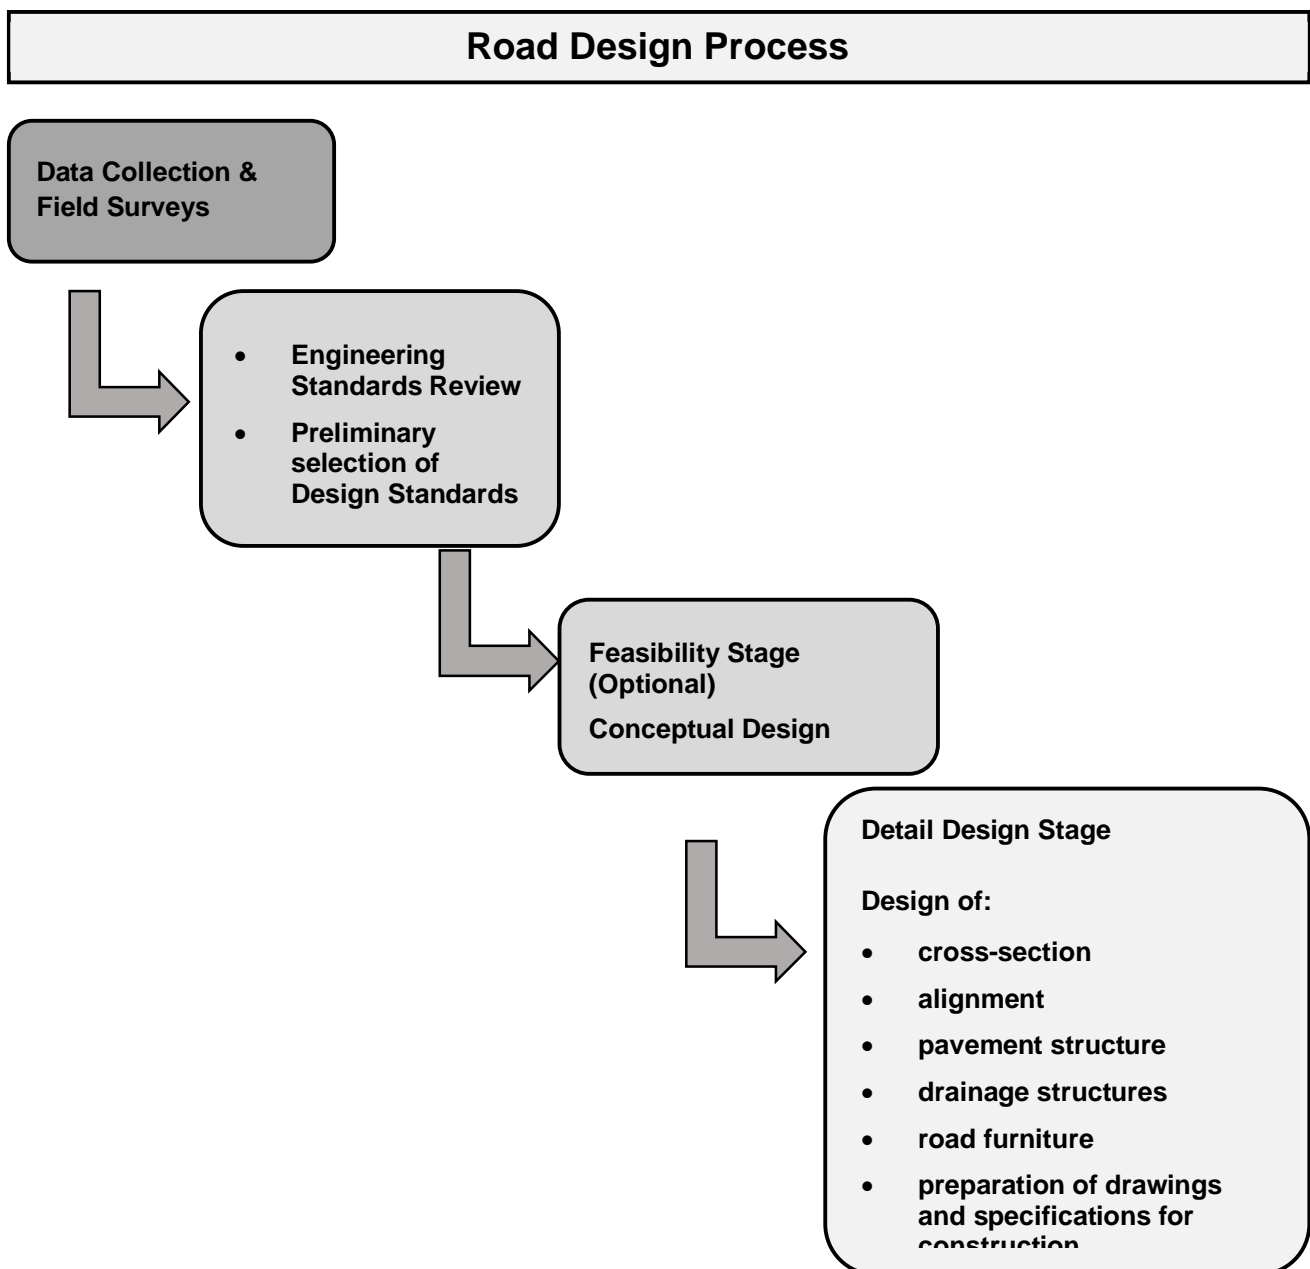 Road Design Process
Data Collection &
Field Surveys
• Engineering
Standards Review
• Preliminary
selection of
Design Standards
Feasibility Stage
(Optional)
Conceptual Design
Detail Design Stage
Design of:
• cross-section
• alignment
• pavement structure
• drainage structures
• road furniture
• preparation of drawings
and specifications for
construction